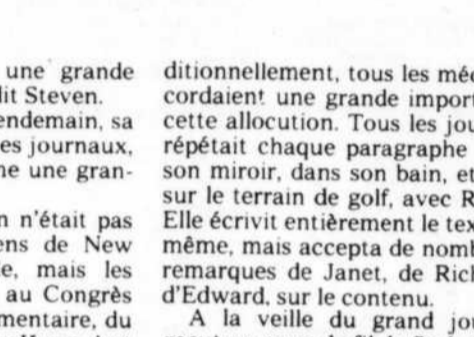 une grande
dit Steven.
endemain, sa
es journaux,
ne une gran-
n n'était pas
ens de New
e, mais les
au Congrès
mentaire, du
ditionnellement, tous les mée
cordaient une grande import
cette allocution. Tous les jou
répétait chaque paragraphe
son miroir, dans son bain, et
sur le terrain de golf, avec R
Elle écrivit entièrement le tex
même, mais accepta de nomb
remarques de Janet, de Rich
d'Edward, sur le contenu.
A la veille du grand jou